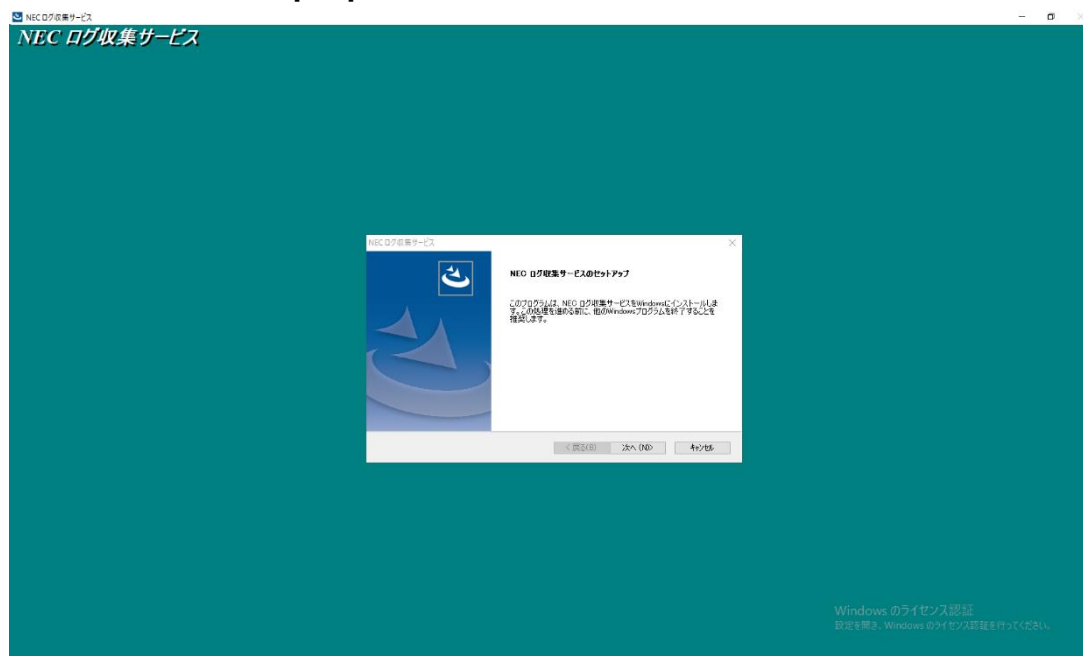 NEC ログ収集サービス
NEC ログ収集サービス
NEC ログ収集サービス
NEC ログ収集サービスのセットアップ
このプログラムは、NEC ログ収集サービスをWindowsにインストールしま
す。この処理を進める前に、他のWindowsプログラムを終了することを
推奨します。
< 戻る(B) 次へ (N)> キャンセル
Windows のライセンス認証
設定を開き、Windows のライセンス認証を行ってください。